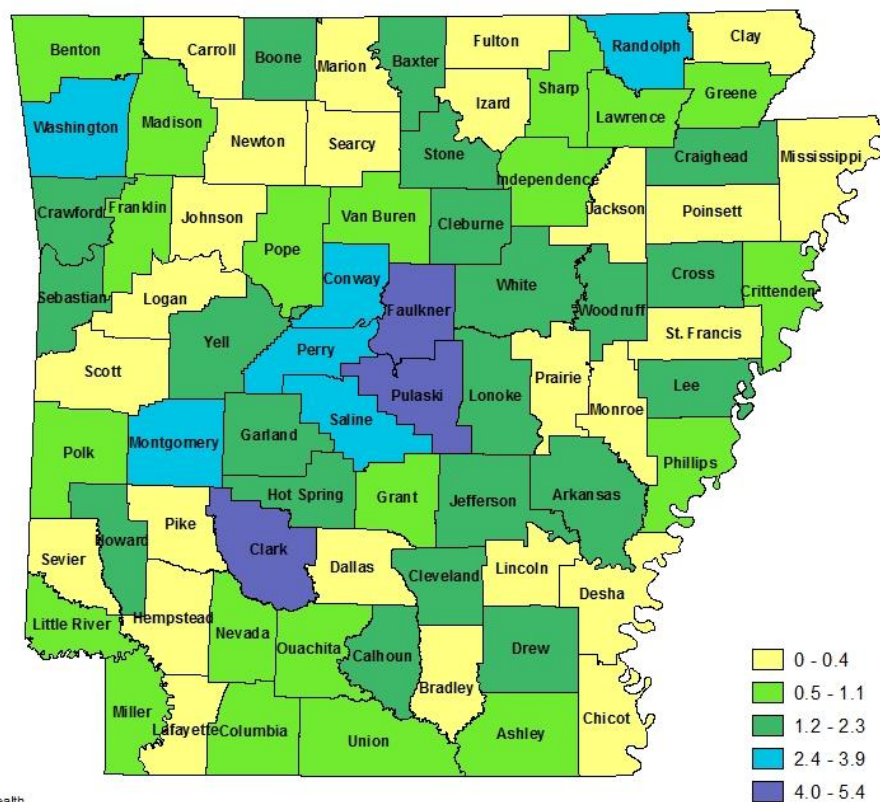 Benton
Carroll
Boone
Marion
Baxter
Fulton
Randolph
Clay
Izard
Sharp
Lawrence
Greene
Washington
Madison
Newton
Searcy
Stone
Independence
Craighead
Mississippi
Crawford
Franklin
Johnson
Pope
Van Buren
Cleburne
Jackson
Poinsett
Sebastian
Logan
Conway
Faulkner
White
Woodruff
Cross
Crittenden
Scott
Yell
Perry
Pulaski
Lonoke
Prairie
Monroe
St. Francis
Lee
Polk
Montgomery
Garland
Saline
Phillips
Hot Spring
Grant
Jefferson
Arkansas
Howard
Pike
Clark
Sevier
Dallas
Cleveland
Lincoln
Desha
Little River
Hempstead
Nevada
Ouachita
Calhoun
Bradley
Drew
Miller
Lafayette
Columbia
Union
Ashley
Chicot
0 - 0.4
0.5 - 1.1
1.2 - 2.3
2.4 - 3.9
4.0 - 5.4